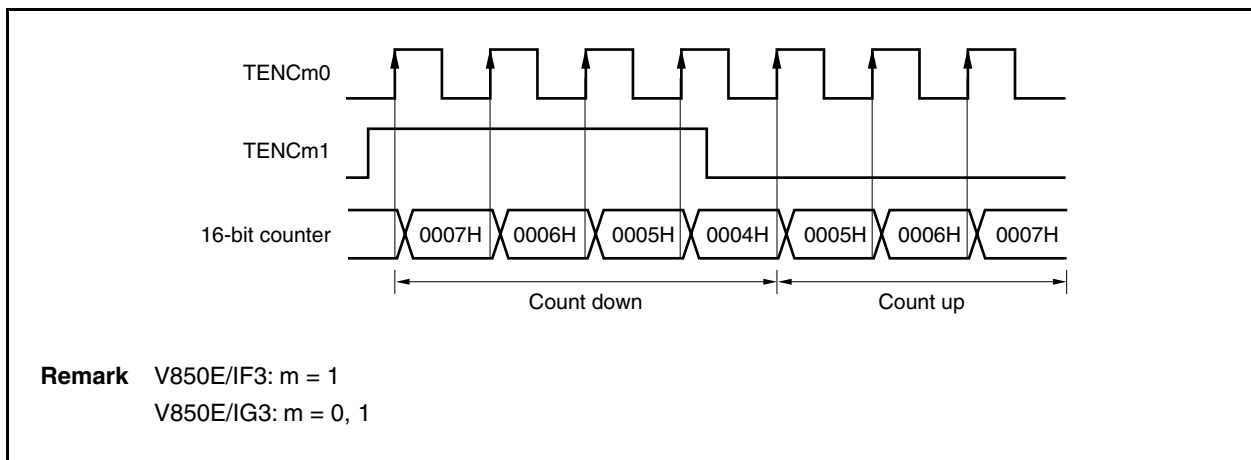 TENCm0
TENCm1
16-bit counter 0007H 0006H 0005H 0004H 0005H 0006H 0007H
Count down Count up
Remark V850E/IF3: m = 1
V850E/IG3: m = 0, 1